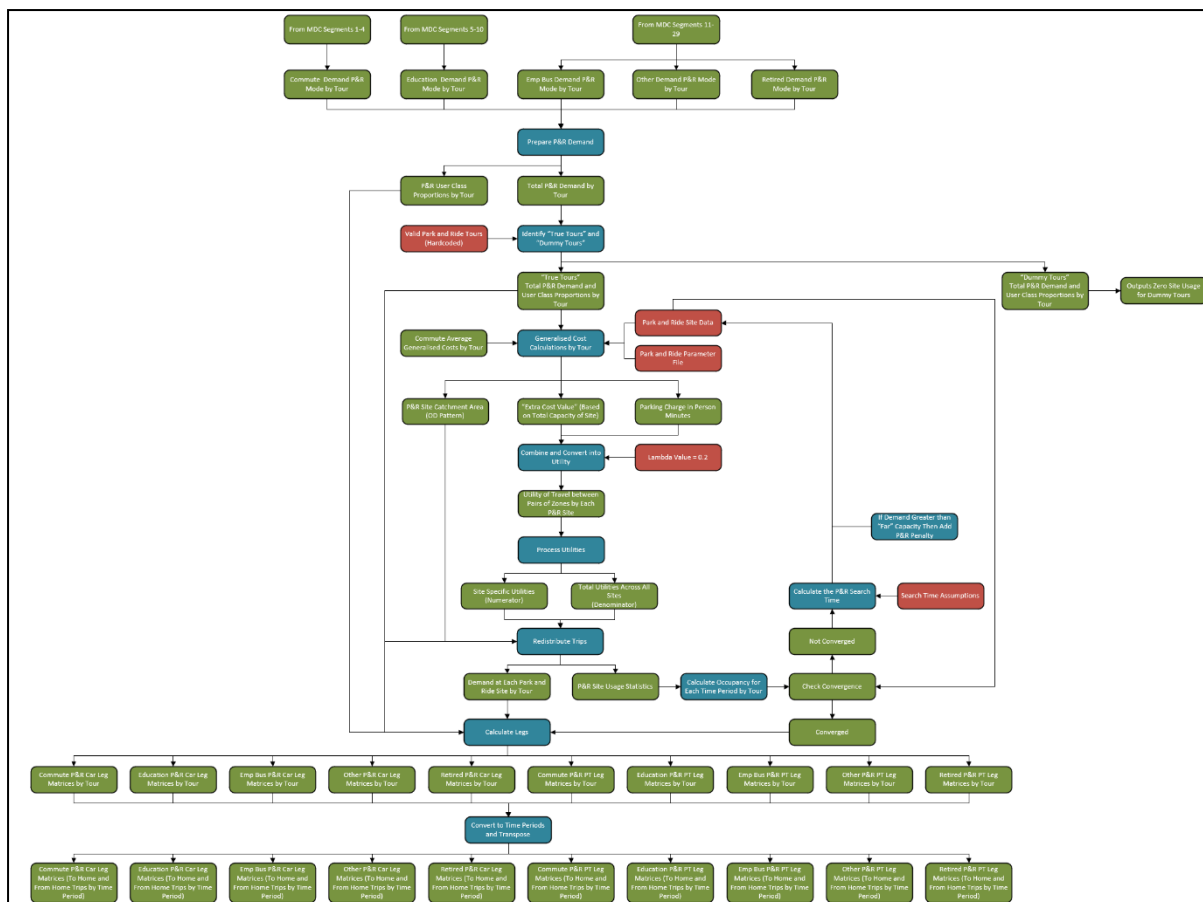 From MDC Segments 1-4
From MDC Segments 5-10
From MDC Segments 11-
29
Commute Demand P&R
Mode by Tour
Education Demand P&R
Mode by Tour
Emp Bus Demand P&R
Mode by Tour
Other Demand P&R Mode
by Tour
Retired Demand P&R
Mode by Tour
Prepare P&R Demand
P&R User Class
Proportions by Tour
Total P&R Demand by
Tour
Valid Park and Ride Tours
(Hardcoded)
Identify "True Tours" and
"Dummy Tours"
"True Tours"
Total P&R Demand and
User Class Proportions by
Tour
"Dummy Tours"
Total P&R Demand and
User Class Proportions by
Tour
Outputs Zero Site Usage
for Dummy Tours
Commute Average
Generalised Costs by Tour
Generalised Cost
Calculations by Tour
Park and Ride Site Data
Park and Ride Parameter
File
P&R Site Catchment Area
(OD Pattern)
"Extra Cost Value" (Based
on Total Capacity of Site)
Parking Charge in Person
Minutes
Combine and Convert into
Utility
Lambda Value = 0.2
Utility of Travel between
Pairs of Zones by Each
P&R Site
If Demand Greater than
"Far" Capacity Then Add
P&R Penalty
Process Utilities
Site Specific Utilities
(Numerator)
Total Utilities Across All
Sites
(Denominator)
Calculate the P&R Search
Time
Search Time Assumptions
Redistribute Trips
Not Converged
Demand at Each Park and
Ride Site by Tour
P&R Site Usage Statistics
Calculate Occupancy for
Each Time Period by Tour
Check Convergence
Calculate Legs
Converged
Commute P&R Car Leg
Matrices by Tour
Education P&R Car Leg
Matrices by Tour
Emp Bus P&R Car Leg
Matrices by Tour
Other P&R Car Leg
Matrices by Tour
Retired P&R Car Leg
Matrices by Tour
Commute P&R PT Leg
Matrices by Tour
Education P&R PT Leg
Matrices by Tour
Emp Bus P&R PT Leg
Matrices by Tour
Other P&R PT Leg
Matrices by Tour
Retired P&R PT Leg
Matrices by Tour
Convert to Time Periods
and Transpose
Commute P&R Car Leg
Matrices (To Home and
From Home Trips by Time
Period)
Education P&R Car Leg
Matrices (To Home and
From Home Trips by Time
Period)
Emp Bus P&R Car Leg
Matrices (To Home and
From Home Trips by Time
Period)
Other P&R Car Leg
Matrices (To Home and
From Home Trips by Time
Period)
Retired P&R Car Leg
Matrices (To Home and
From Home Trips by Time
Period)
Commute P&R PT Leg
Matrices (To Home and
From Home Trips by Time
Period)
Education P&R PT Leg
Matrices (To Home and
From Home Trips by Time
Period)
Emp Bus P&R PT Leg
Matrices (To Home and
From Home Trips by Time
Period)
Other P&R PT Leg
Matrices (To Home and
From Home Trips by Time
Period)
Retired P&R PT Leg
Matrices (To Home and
From Home Trips by Time
Period)